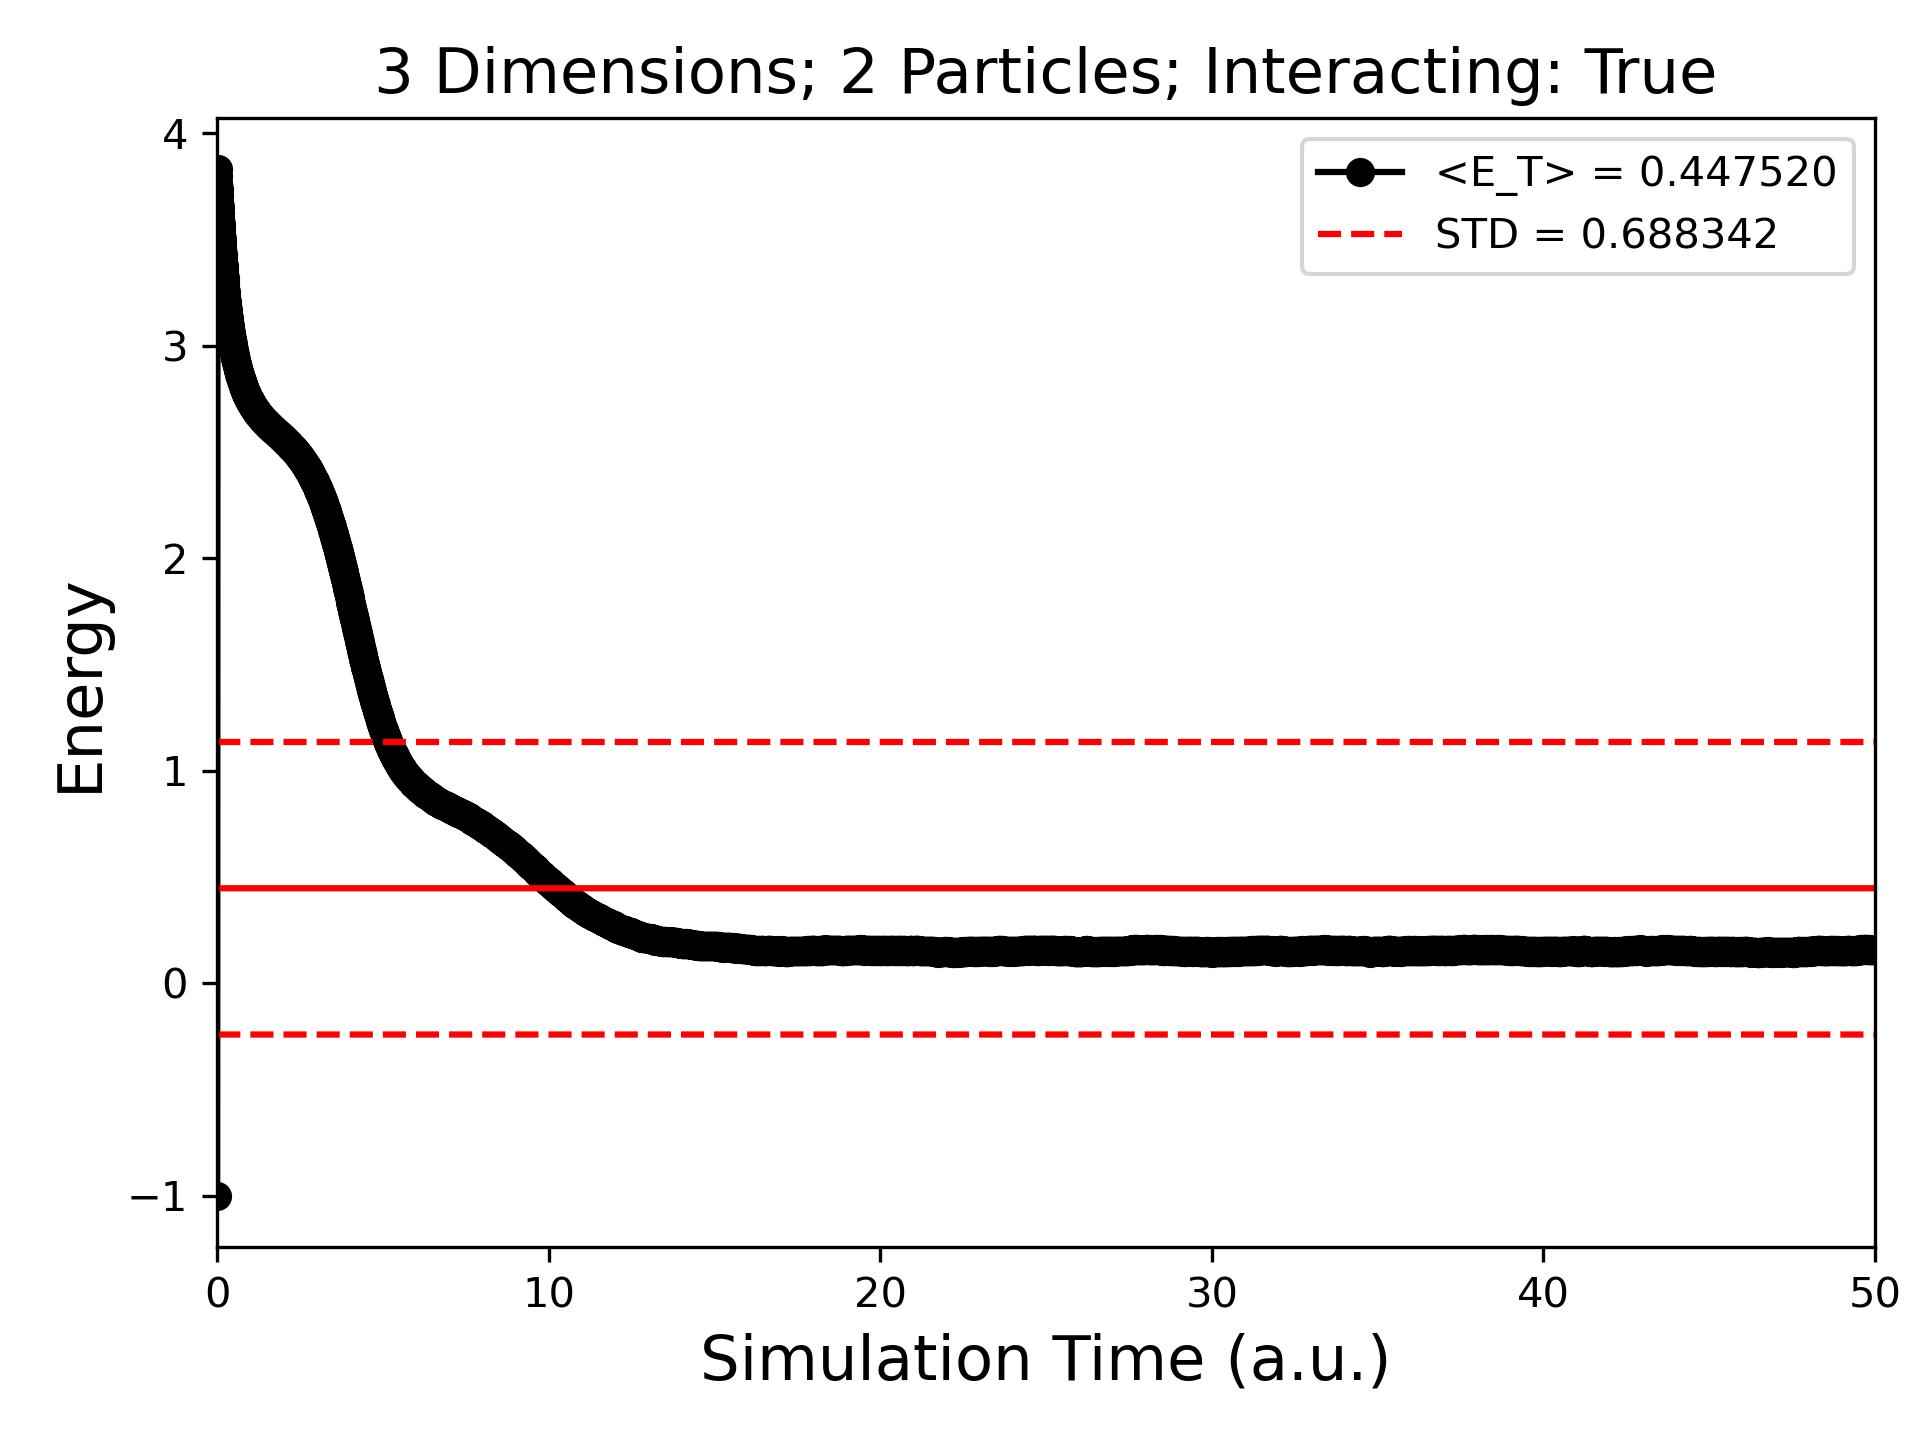 3 Dimensions; 2 Particles; Interacting: True
<E_T> = 0.447520
STD = 0.688342
Energy
4
3
2
1
0
−1
0 10 20 30 40 50
Simulation Time (a.u.)